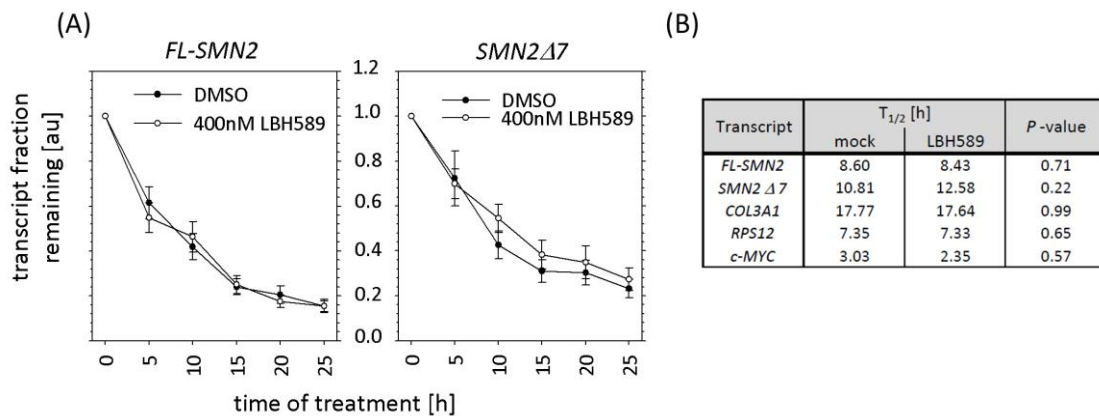 (A)
FL-SMN2
SMN2Δ7
transcript fraction
remaining [au]
1.2
1.0
0.8
0.6
0.4
0.2
0.0
DMSO
400nM LBH589
DMSO
400nM LBH589
0 5 10 15 20 25
0 5 10 15 20 25
time of treatment [h]
(B)
Transcript T1/2 [h] P -value
mock LBH589
FL-SMN2 8.60 8.43 0.71
SMN2 Δ7 10.81 12.58 0.22
COL3A1 17.77 17.64 0.99
RPS12 7.35 7.33 0.65
c-MYC 3.03 2.35 0.57